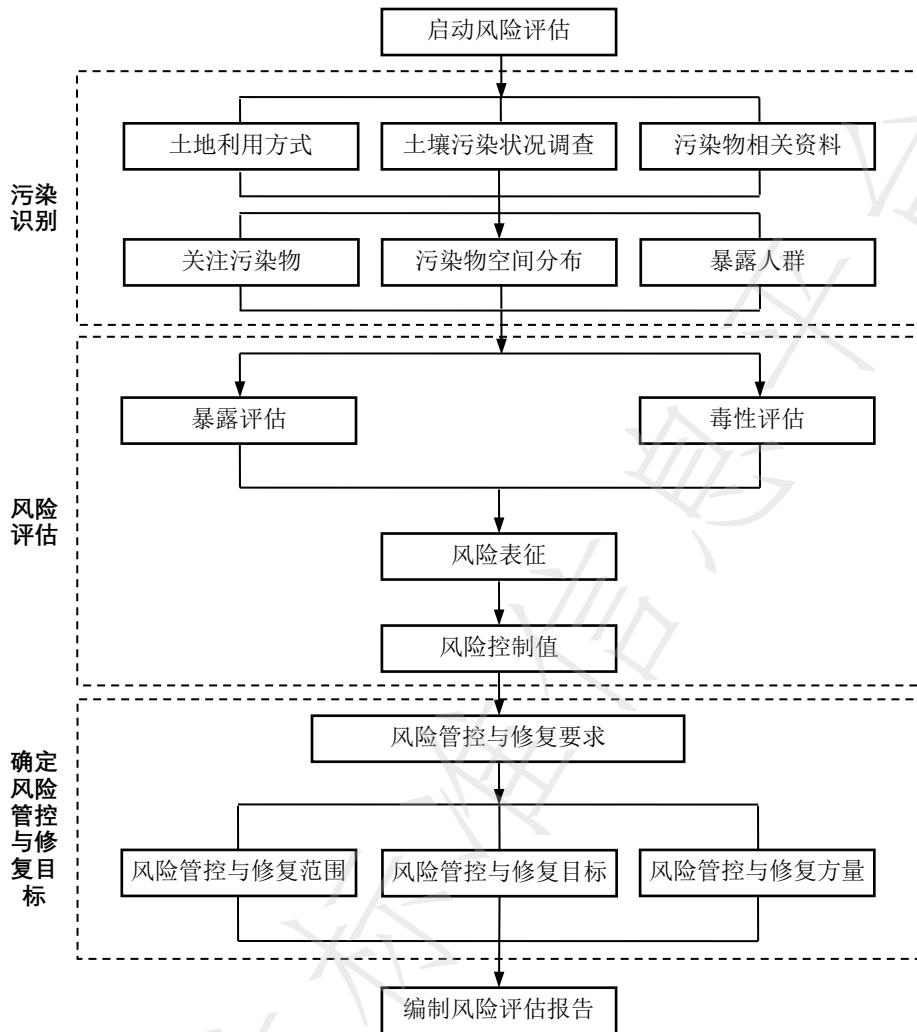 启动风险评估
土地利用方式
土壤污染状况调查
污染物相关资料
污染
识别
关注污染物
污染物空间分布
暴露人群
暴露评估
毒性评估
风险
评估
风险表征
风险控制值
风险管控与修复要求
确定
风险
管控
与修
复目
标
风险管控与修复范围
风险管控与修复目标
风险管控与修复方量
编制风险评估报告
标准信息平台